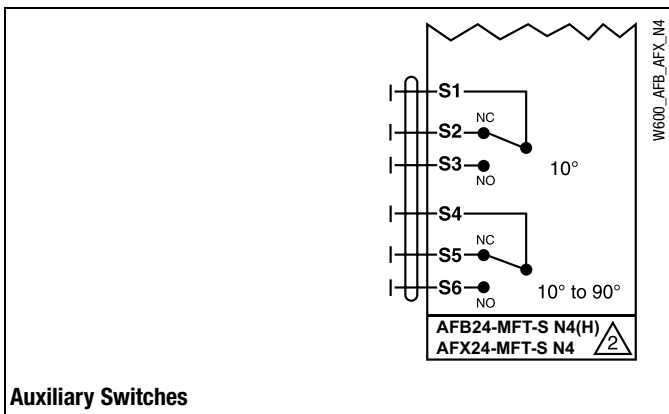 W600_AFB_AFX_N4
S1
NC
S2
S3
NO
10°
S4
NC
S5
S6
NO
10° to 90°
AFB24-MFT-S N4(H)
AFX24-MFT-S N4
2
Auxiliary Switches